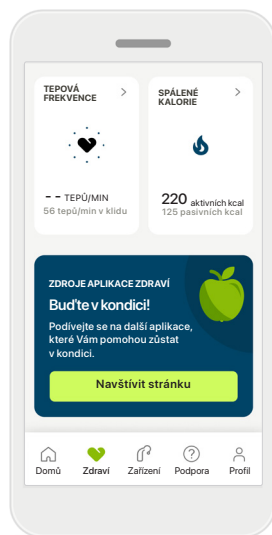 TEPOVÁ
FREKVENCE
-- TEPŮ/MIN
56 tepů/min v klidu
SPÁLENÉ
KALORIE
220 aktivních kcal
125 pasivních kcal
ZDROJE APLIKACE ZDRAVÍ
Buďte v kondici!
Podívejte se na další aplikace,
které Vám pomohou zůstat
v kondici.
Navštívit stránku
Domů
Zdraví
Zařízení
Podpora
Profil